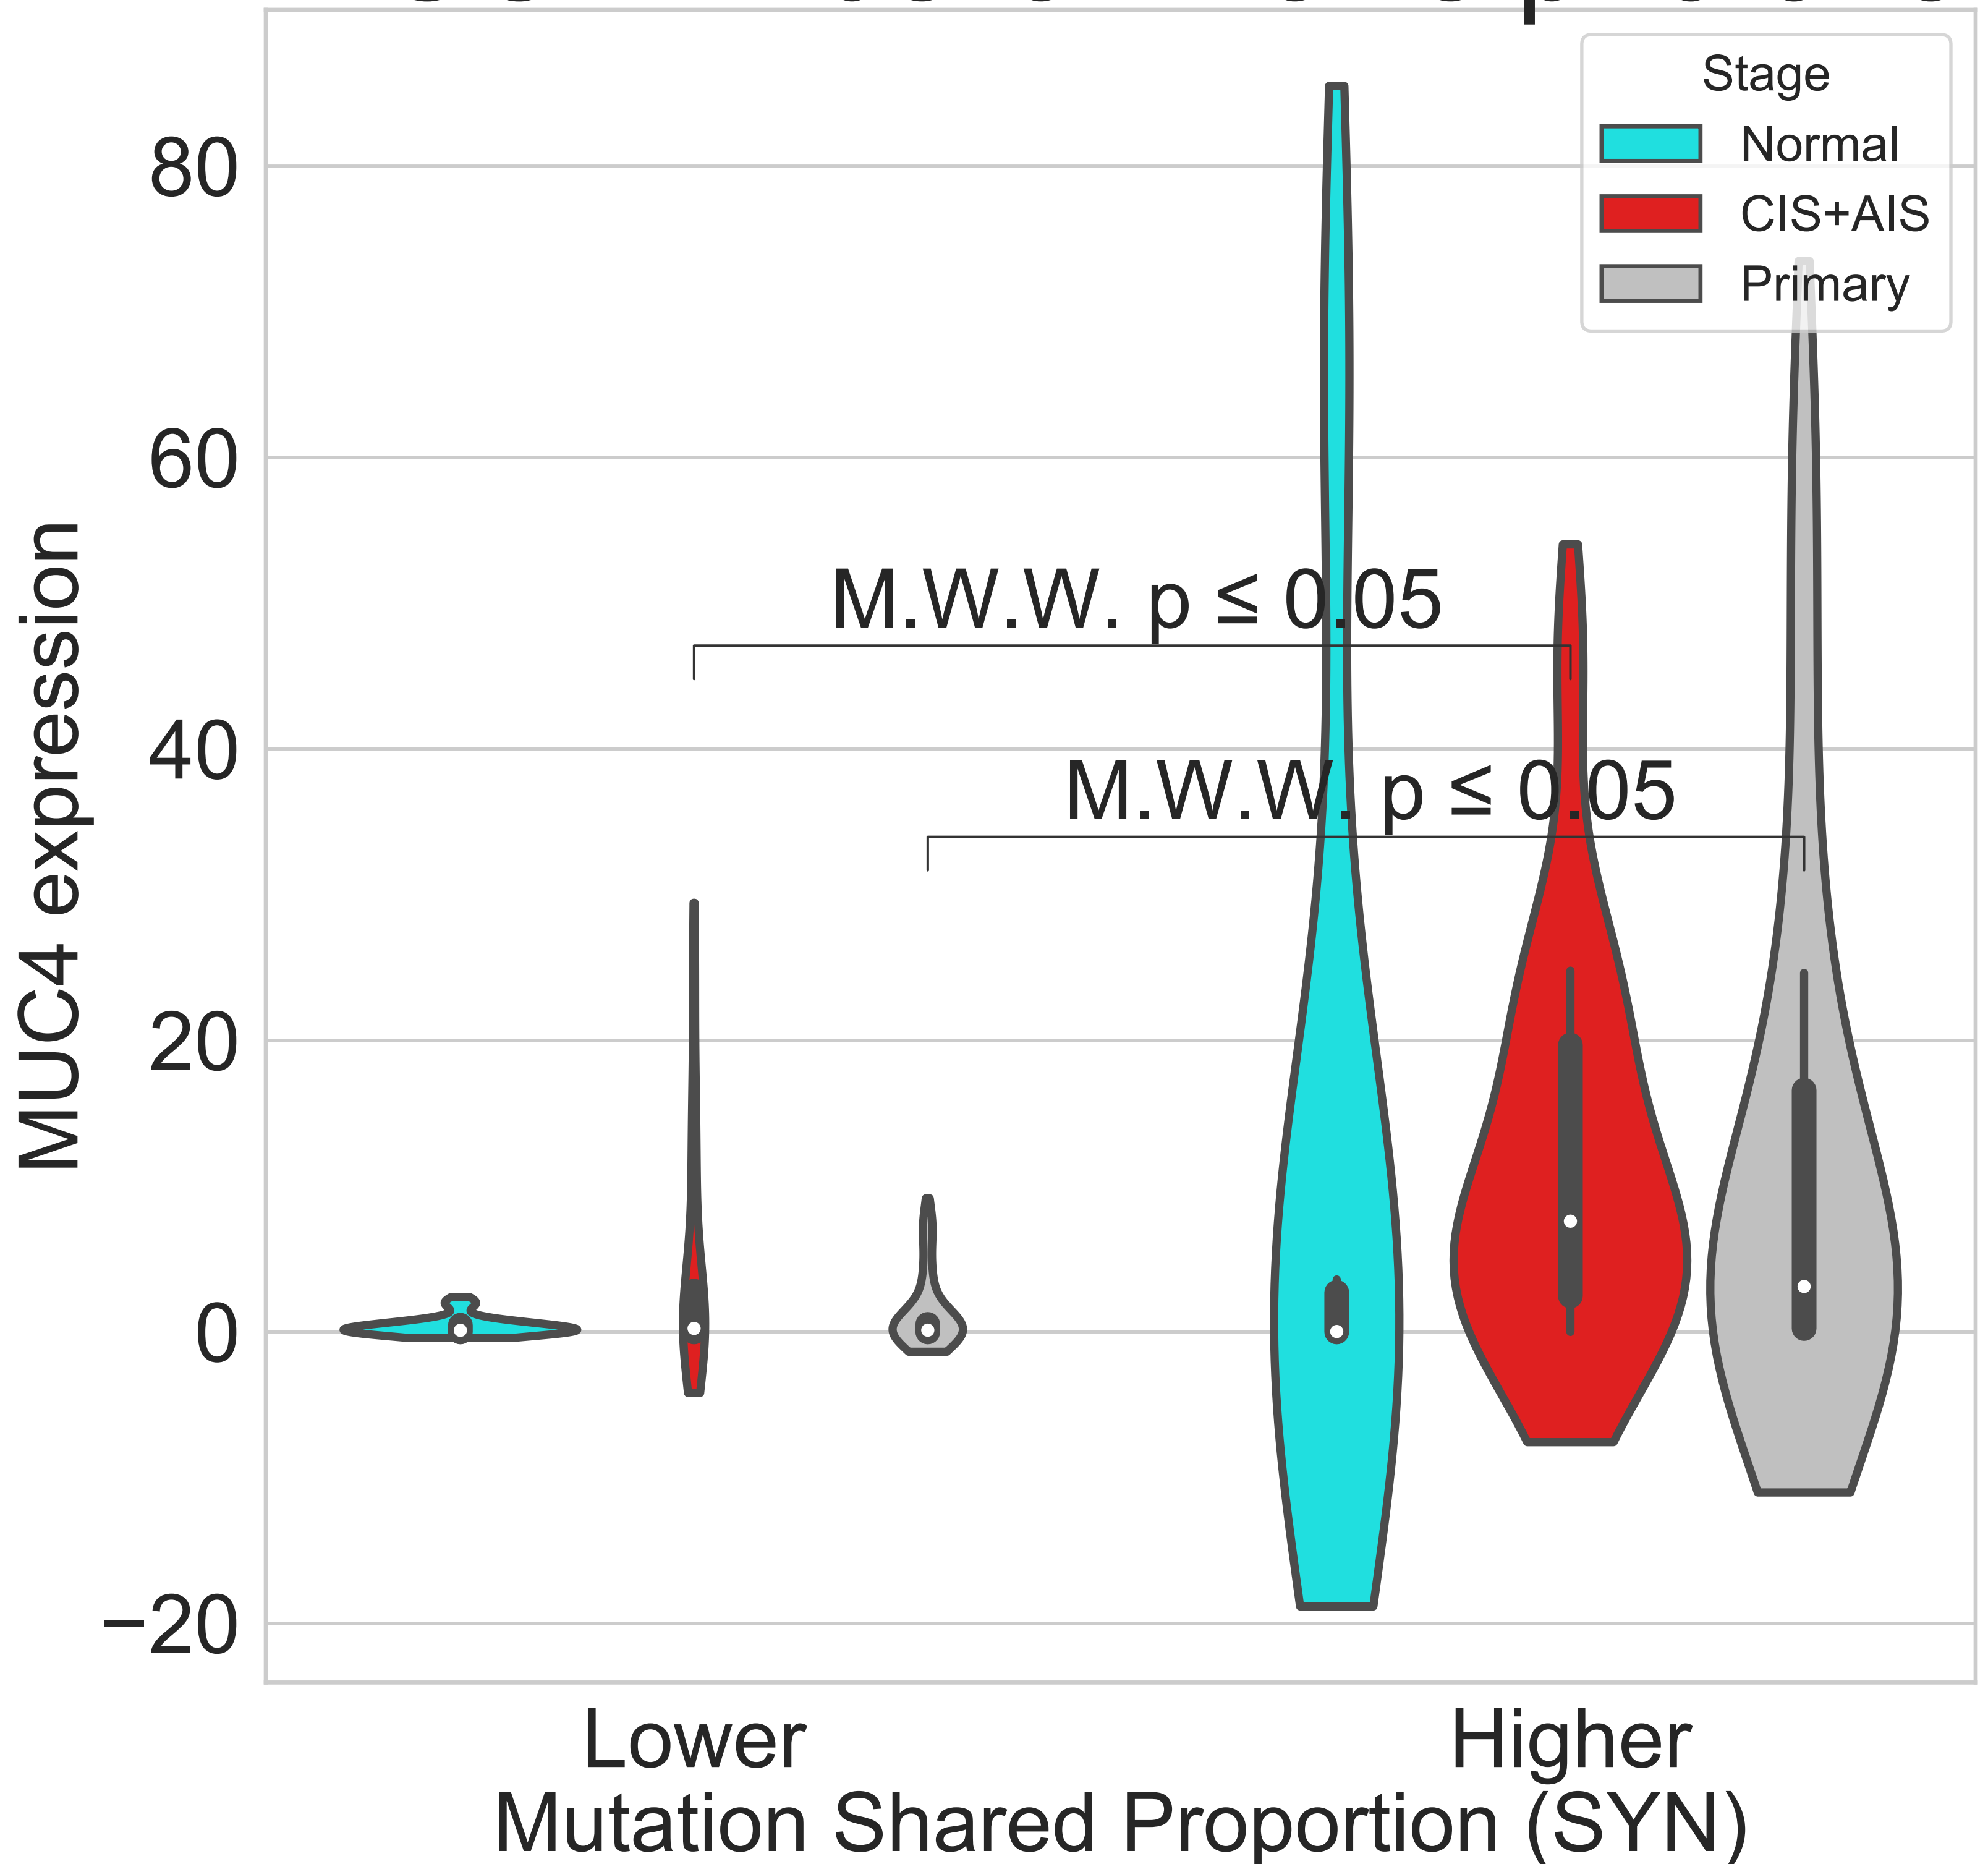 Stage
Normal
CIS+AIS
Primary
80
60
40
20
0
−20
MUC4 expression
M.W.W. p ≤ 0.05
M.W.W. p ≤ 0.05
Lower
Higher
Mutation Shared Proportion (SYN)